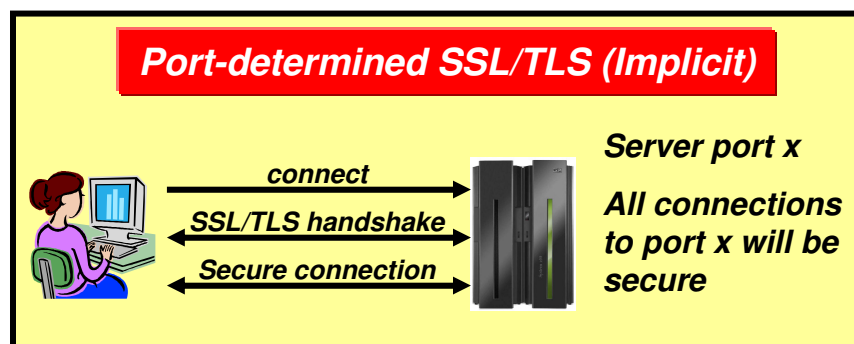 Port-determined SSL/TLS (Implicit)
connect
SSL/TLS handshake
Secure connection
Server port x
All connections
to port x will be
secure